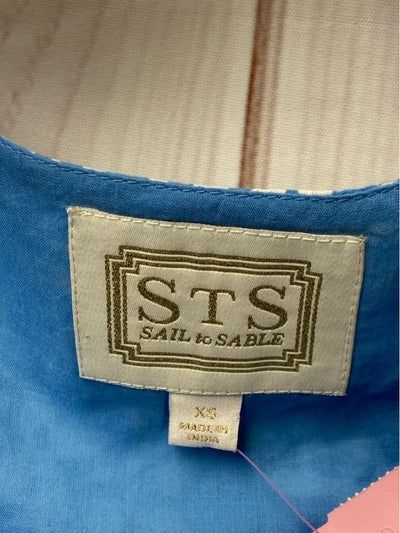 STS
SAIL to SABLE
XS
MADE IN
INDIA